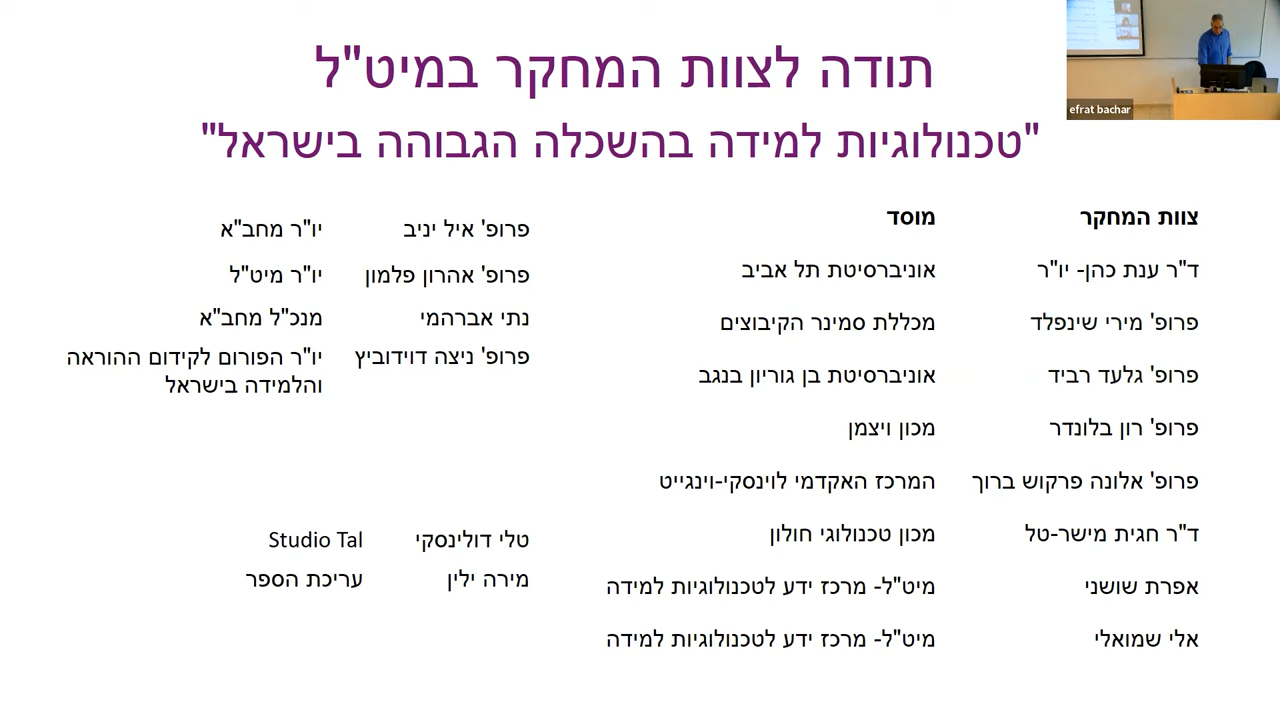 תודה לצוות המחקר במיט"ל
"טכנולוגיות למידה בהשכלה הגבוהה בישראל"
צוות המחקר מוסד
ד"ר ענת כהן- יו"ר אוניברסיטת תל אביב
פרופ' מירי שינפלד מכללת סמינר הקיבוצים
פרופ' גלעד רביד אוניברסיטת בן גוריון בנגב
פרופ' רון בלונדר מכון ויצמן
פרופ' אלונה פרקוש ברוך המרכז האקדמי לוינסקי-וינגייט
ד"ר חגית מישר-טל מכון טכנולוגי חולון
אפרת שושני מיט"ל- מרכז ידע לטכנולוגיות למידה
אלי שמואלי מיט"ל- מרכז ידע לטכנולוגיות למידה
פרופ' איל יניב יו"ר מחב"א
פרופ' אהרון פלמון יו"ר מיט"ל
נתי אברהמי מנכ"ל מחב"א
פרופ' ניצה דוידוביץ יו"ר הפורום לקידום ההוראה
והלמידה בישראל
טלי דולינסקי Studio Tal
מירה ילין עריכת הספר
efrat bachar